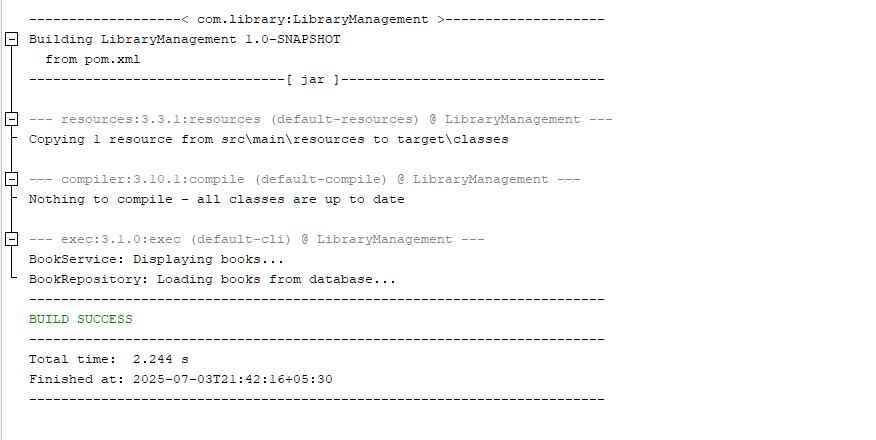 -------------------< com.library:LibraryManagement >--------------------
Building LibraryManagement 1.0-SNAPSHOT
  from pom.xml
--------------------------------[ jar ]---------------------------------
--- resources:3.3.1:resources (default-resources) @ LibraryManagement ---
Copying 1 resource from src\main\resources to target\classes
--- compiler:3.10.1:compile (default-compile) @ LibraryManagement ---
Nothing to compile - all classes are up to date
--- exec:3.1.0:exec (default-cli) @ LibraryManagement ---
BookService: Displaying books...
BookRepository: Loading books from database...
------------------------------------------------------------------------
BUILD SUCCESS
------------------------------------------------------------------------
Total time:  2.244 s
Finished at: 2025-07-03T21:42:16+05:30
------------------------------------------------------------------------